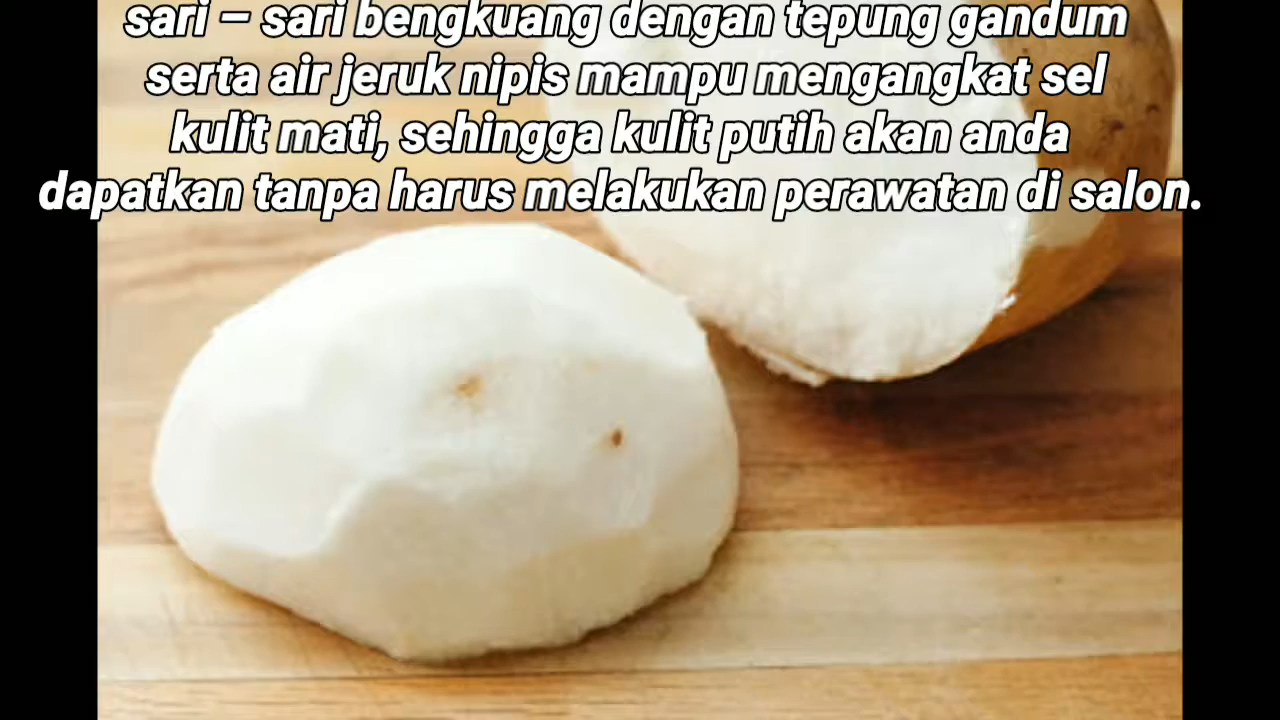 sari – sari bengkuang dengan tepung gandum
serta air jeruk nipis mampu mengangkat sel
kulit mati, sehingga kulit putih akan anda
dapatkan tanpa harus melakukan perawatan di salon.